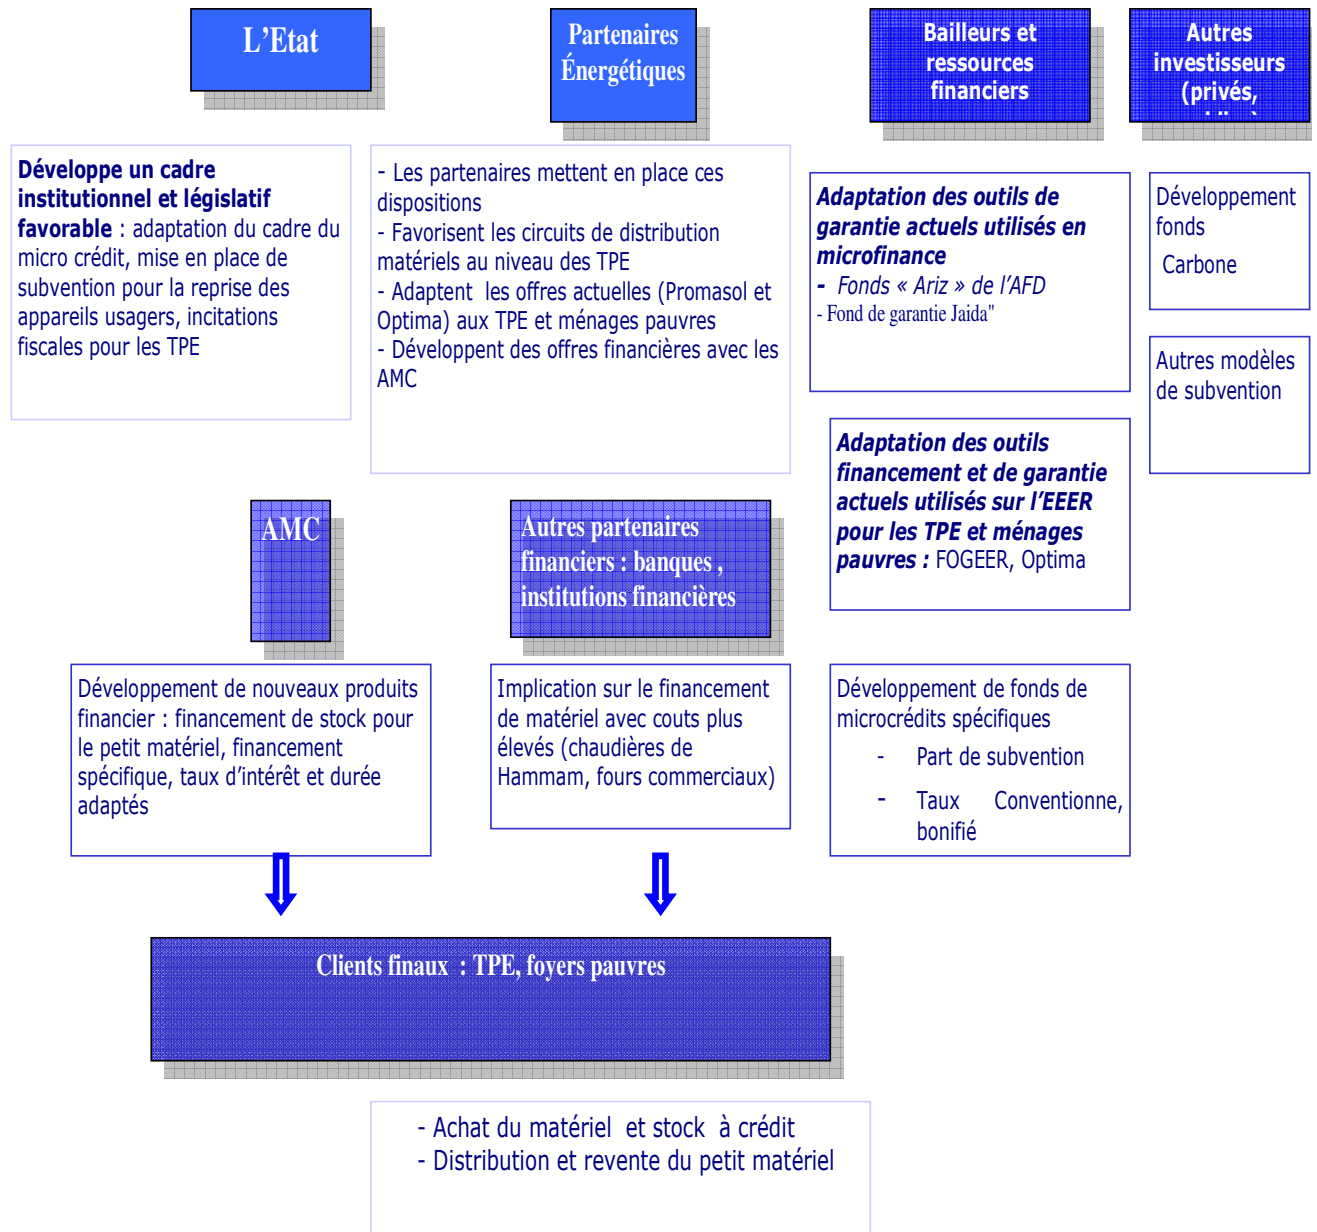 L'Etat
Partenaires
Énergétiques
Bailleurs et
ressources
financiers
Autres
investisseurs
(privés,
Développe un cadre
institutionnel et législatif
favorable : adaptation du cadre du
micro crédit, mise en place de
subvention pour la reprise des
appareils usagers, incitations
fiscales pour les TPE
- Les partenaires mettent en place ces
dispositions
- Favorisent les circuits de distribution
matériels au niveau des TPE
- Adaptent les offres actuelles (Promasol et
Optima) aux TPE et ménages pauvres
- Développent des offres financières avec les
AMC
Adaptation des outils de
garantie actuels utilisés en
microfinance
- Fonds « Ariz » de l'AFD
- Fond de garantie Jaida"
Développement
fonds
Carbone
Autres modèles
de subvention
Adaptation des outils
financement et de garantie
actuels utilisés sur l'EEER
pour les TPE et ménages
pauvres : FOGEER, Optima
AMC
Autres partenaires
financiers : banques ,
institutions financières
Développement de nouveaux produits
financier : financement de stock pour
le petit matériel, financement
spécifique, taux d'intérêt et durée
adaptés
Implication sur le financement
de matériel avec couts plus
élevés (chaudières de
Hammam, fours commerciaux)
Développement de fonds de
microcrédits spécifiques
- Part de subvention
- Taux Conventionne,
bonifié
Clients finaux : TPE, foyers pauvres
- Achat du matériel et stock à crédit
- Distribution et revente du petit matériel